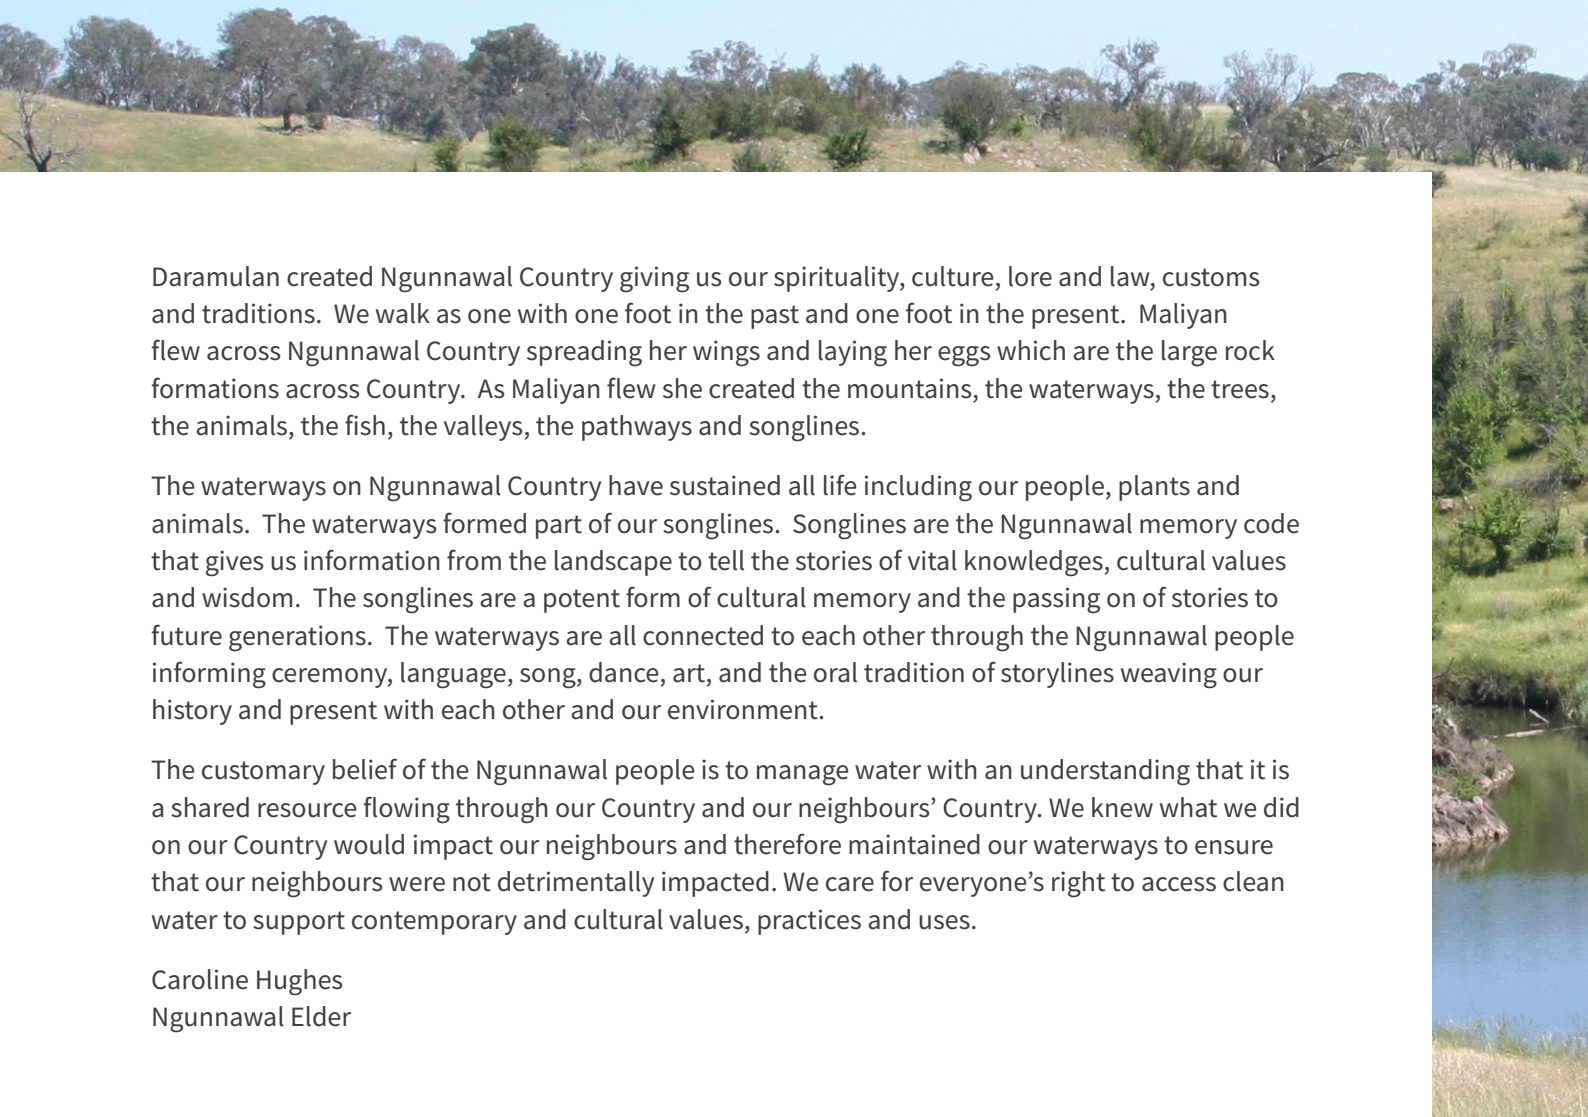 Daramulan created Ngunnawal Country giving us our spirituality, culture, lore and law, customs
and traditions.  We walk as one with one foot in the past and one foot in the present.  Maliyan
flew across Ngunnawal Country spreading her wings and laying her eggs which are the large rock
formations across Country.  As Maliyan flew she created the mountains, the waterways, the trees,
the animals, the fish, the valleys, the pathways and songlines.
The waterways on Ngunnawal Country have sustained all life including our people, plants and
animals.  The waterways formed part of our songlines.  Songlines are the Ngunnawal memory code
that gives us information from the landscape to tell the stories of vital knowledges, cultural values
and wisdom.  The songlines are a potent form of cultural memory and the passing on of stories to
future generations.  The waterways are all connected to each other through the Ngunnawal people
informing ceremony, language, song, dance, art, and the oral tradition of storylines weaving our
history and present with each other and our environment.
The customary belief of the Ngunnawal people is to manage water with an understanding that it is
a shared resource flowing through our Country and our neighbours’ Country. We knew what we did
on our Country would impact our neighbours and therefore maintained our waterways to ensure
that our neighbours were not detrimentally impacted. We care for everyone’s right to access clean
water to support contemporary and cultural values, practices and uses.
Caroline Hughes
Ngunnawal Elder